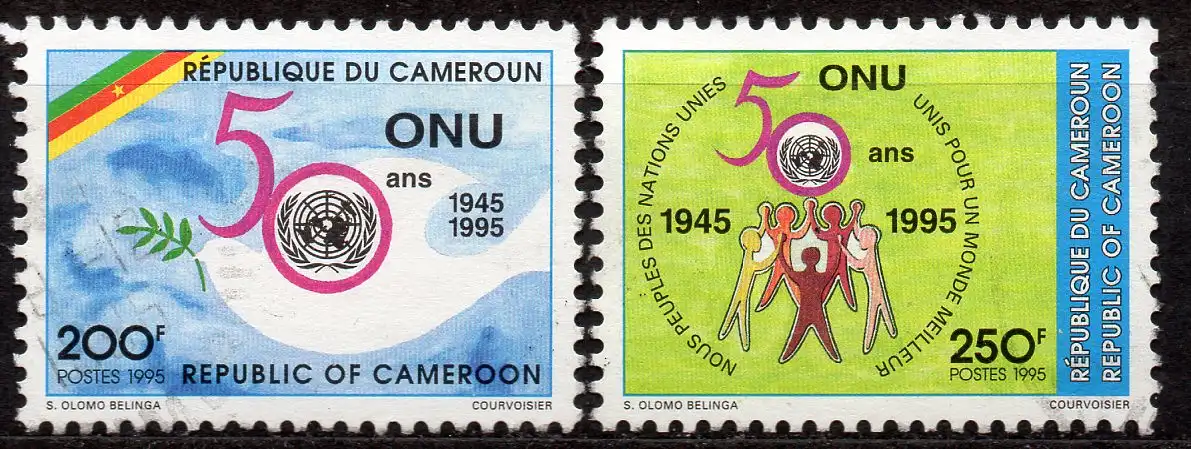 RÉPUBLIQUE DU CAMEROUN
50
ONU
ans
1945
1995
200F
POSTES 1995
REPUBLIC OF CAMEROON
S. OLOMO BELINGA
COURVOISIER
50
ONU
ans
NOUS PEUPLES DES NATIONS UNIES
UNIS POUR UN MONDE MEILLEUR
1945
1995
250F
POSTES 1995
RÉPUBLIQUE DU CAMEROUN
REPUBLIC OF CAMEROON
S. OLOMO BELINGA
COURVOISIER